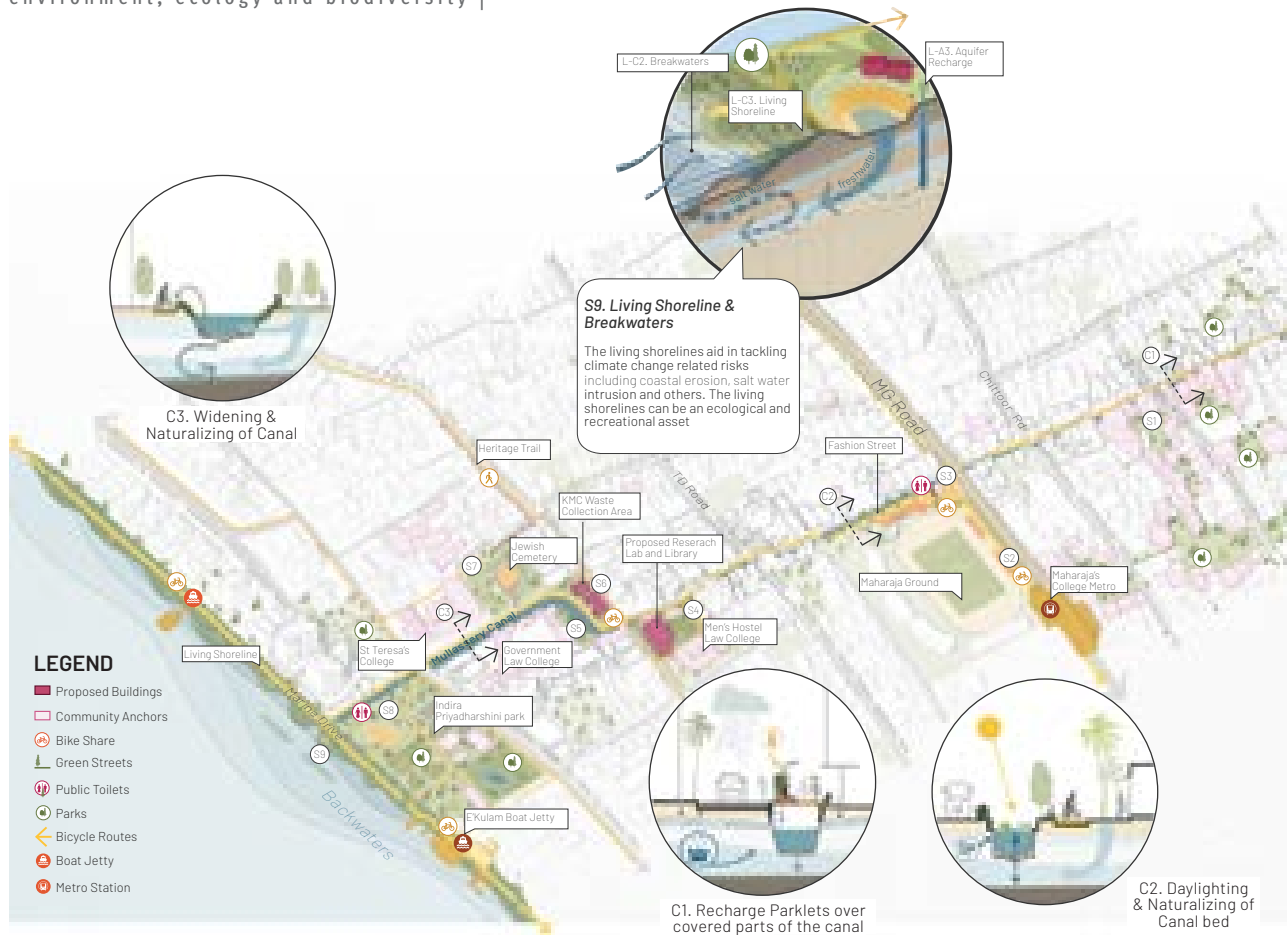 environment, ecology and biodiversity |
L-C2. Breakwaters
L-A3. Aquifer
Recharge
L-C3. Living
Shoreline
salt water
freshwater
S9. Living Shoreline &
Breakwaters
The living shorelines aid in tackling
climate change related risks
including coastal erosion, salt water
intrusion and others. The living
shorelines can be an ecological and
recreational asset
C3. Widening &
Naturalizing of Canal
MG Road
Chittoor Rd
C1
S1
Heritage Trail
Fashion Street
TD Road
S3
C2
KMC Waste
Collection Area
Proposed Reserach
Lab and Library
Jewish
Cemetery
S7
S6
S2
Maharaja Ground
Maharaja's
College Metro
C3
S5
S4
Mullassery Canal
Men's Hostel
Law College
St Teresa's
College
Government
Law College
Living Shoreline
Marine Drive
S8
Indira
Priyadharshini park
S9
Backwaters
E'Kulam Boat Jetty
LEGEND
Proposed Buildings
Community Anchors
Bike Share
Green Streets
Public Toilets
Parks
Bicycle Routes
Boat Jetty
Metro Station
C1. Recharge Parklets over
covered parts of the canal
C2. Daylighting
& Naturalizing of
Canal bed